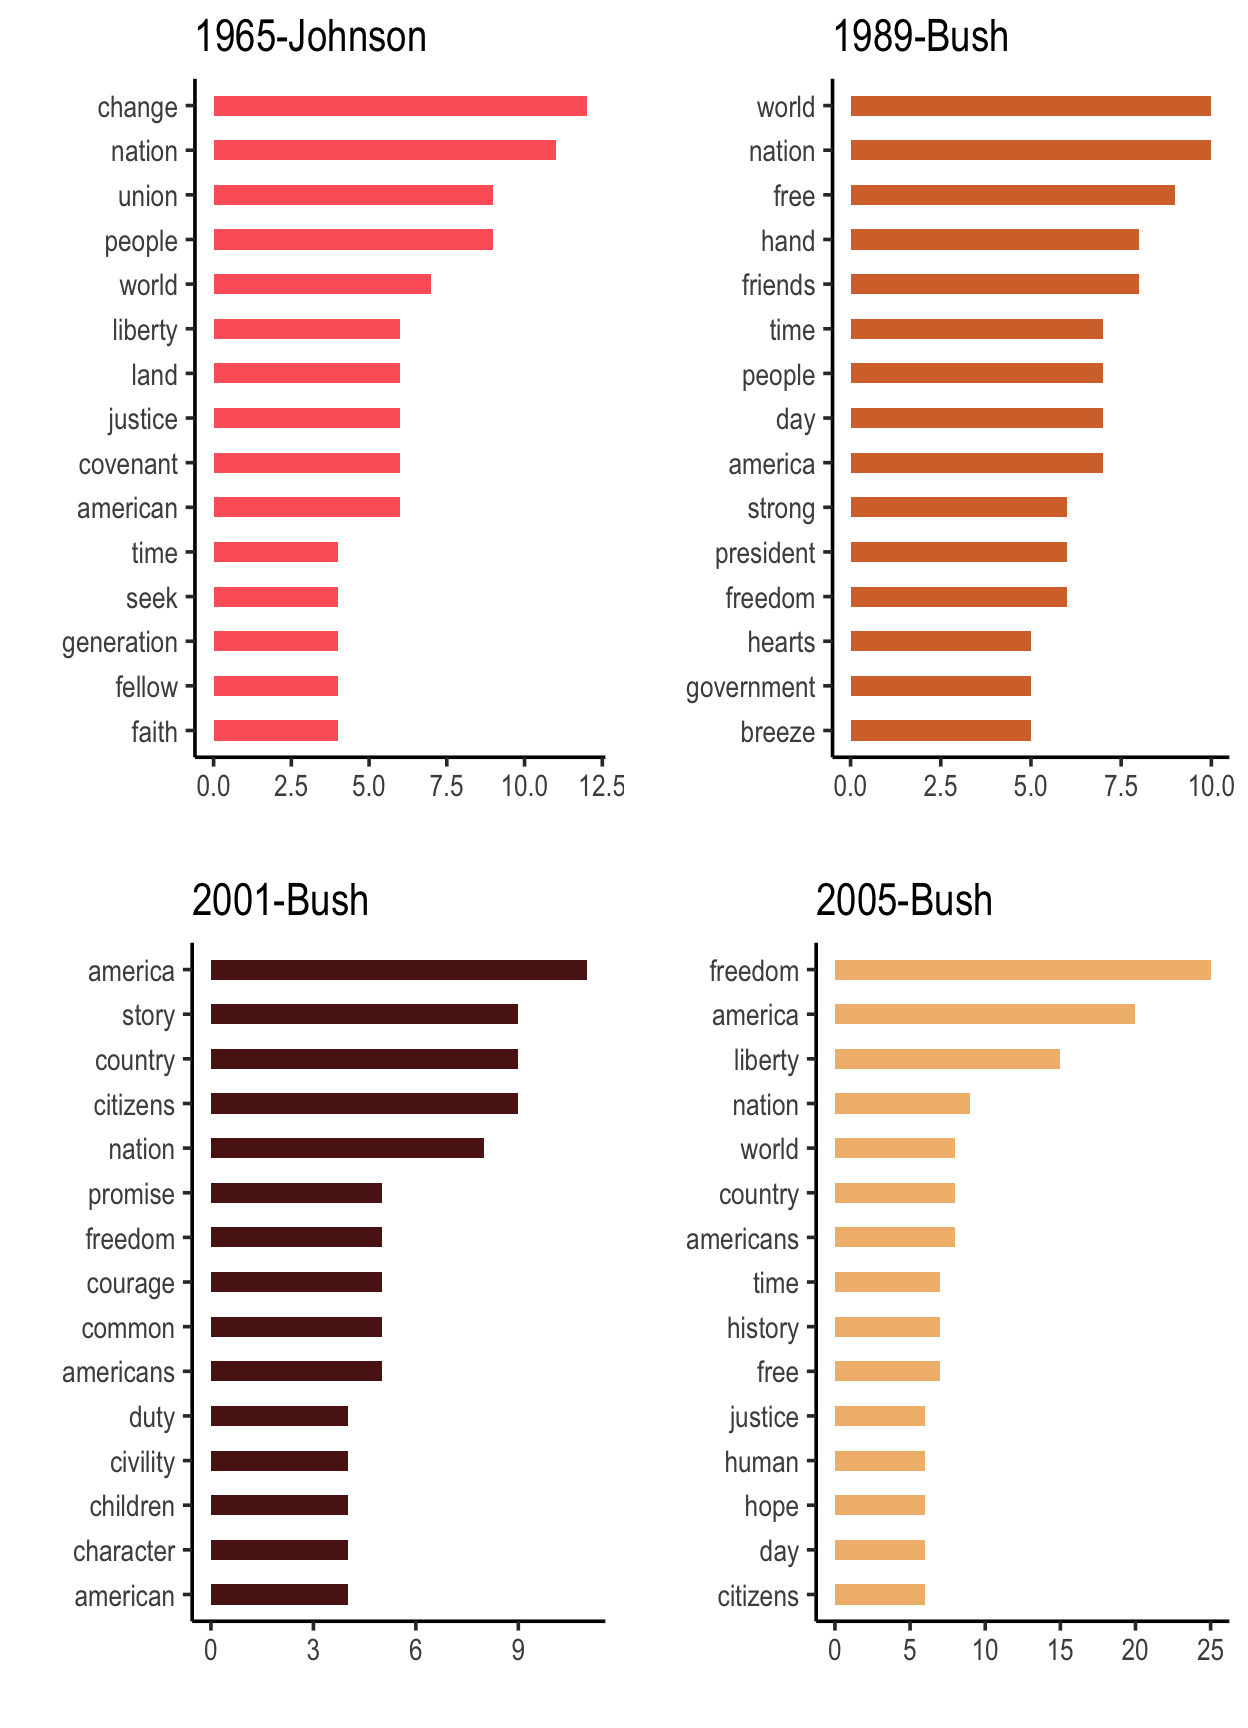 1965-Johnson
change
nation
union
people
world
liberty
land
justice
covenant
american
time
seek
generation
fellow
faith
0.0 2.5 5.0 7.5 10.0 12.5
1989-Bush
world
nation
free
hand
friends
time
people
day
america
strong
president
freedom
hearts
government
breeze
0.0 2.5 5.0 7.5 10.0
2001-Bush
america
story
country
citizens
nation
promise
freedom
courage
common
americans
duty
civility
children
character
american
0 3 6 9
2005-Bush
freedom
america
liberty
nation
world
country
americans
time
history
free
justice
human
hope
day
citizens
0 5 10 15 20 25